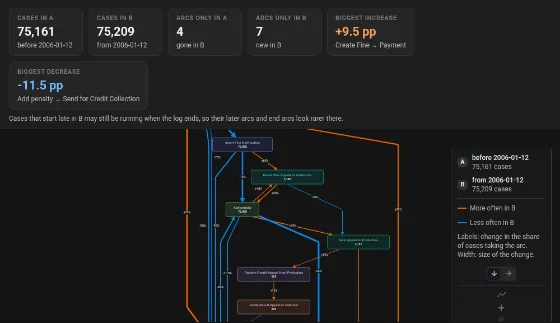 CASES IN A
75,161
before 2006-01-12
CASES IN B
75,209
from 2006-01-12
ARCS ONLY IN A
4
gone in B
ARCS ONLY IN B
7
new in B
BIGGEST INCREASE
+9.5 pp
Create Fine → Payment
BIGGEST DECREASE
-11.5 pp
Add penalty → Send for Credit Collection
Cases that start late in B may still be running when the log ends, so their later arcs and end arcs look rarer there.
Insert Fine Notification
Add penalty
A
before 2006-01-12
75,161 cases
B
from 2006-01-12
75,209 cases
More often in B
Less often in B
Labels: change in the share
of cases taking the arc.
Width: size of the change.